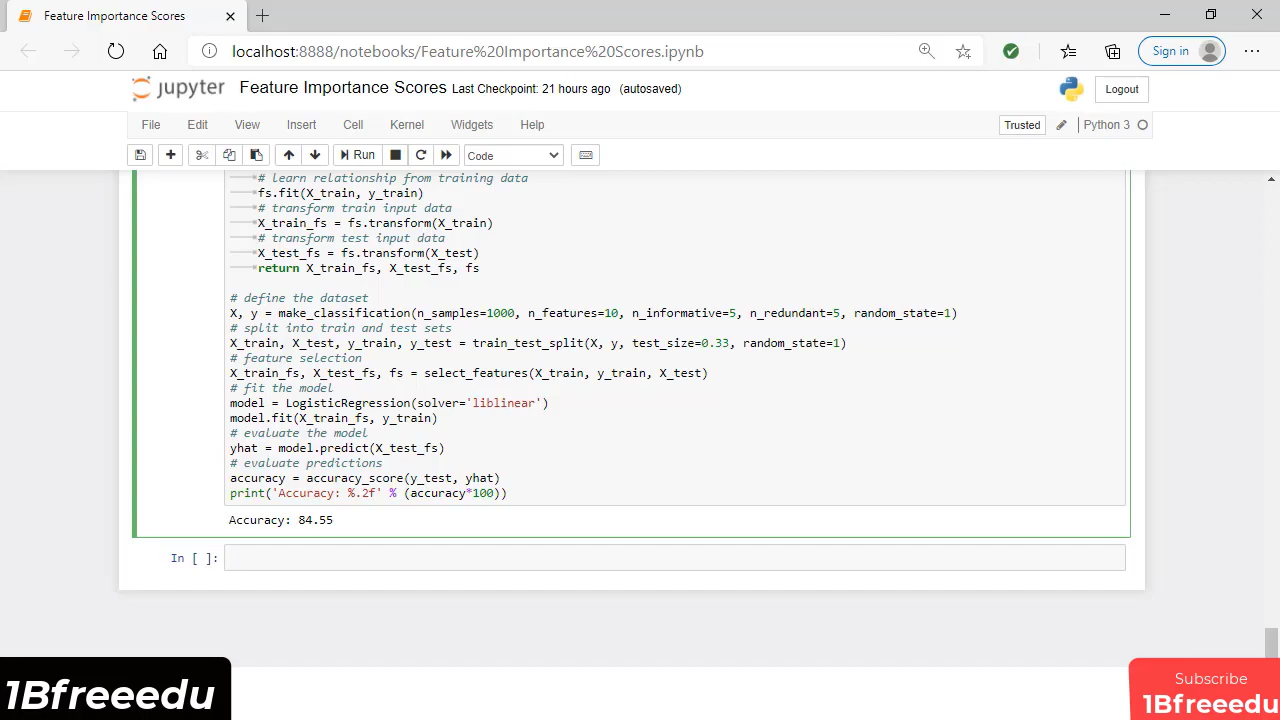 Feature Importance Scores
localhost:8888/notebooks/Feature%20Importance%20Scores.ipynb
Sign in
jupyter Feature Importance Scores Last Checkpoint: 21 hours ago (autosaved)
Logout
File Edit View Insert Cell Kernel Widgets Help
Trusted
Python 3
Run
Code
# learn relationship from training data
fs.fit(X_train, y_train)
# transform train input data
X_train_fs = fs.transform(X_train)
# transform test input data
X_test_fs = fs.transform(X_test)
return X_train_fs, X_test_fs, fs
# define the dataset
X, y = make_classification(n_samples=1000, n_features=10, n_informative=5, n_redundant=5, random_state=1)
# split into train and test sets
X_train, X_test, y_train, y_test = train_test_split(X, y, test_size=0.33, random_state=1)
# feature selection
X_train_fs, X_test_fs, fs = select_features(X_train, y_train, X_test)
# fit the model
model = LogisticRegression(solver='liblinear')
model.fit(X_train_fs, y_train)
# evaluate the model
yhat = model.predict(X_test_fs)
# evaluate predictions
accuracy = accuracy_score(y_test, yhat)
print('Accuracy: %.2f' % (accuracy*100))
Accuracy: 84.55
In [ ]:
1Bfreeedu
Subscribe
1Bfreeedu